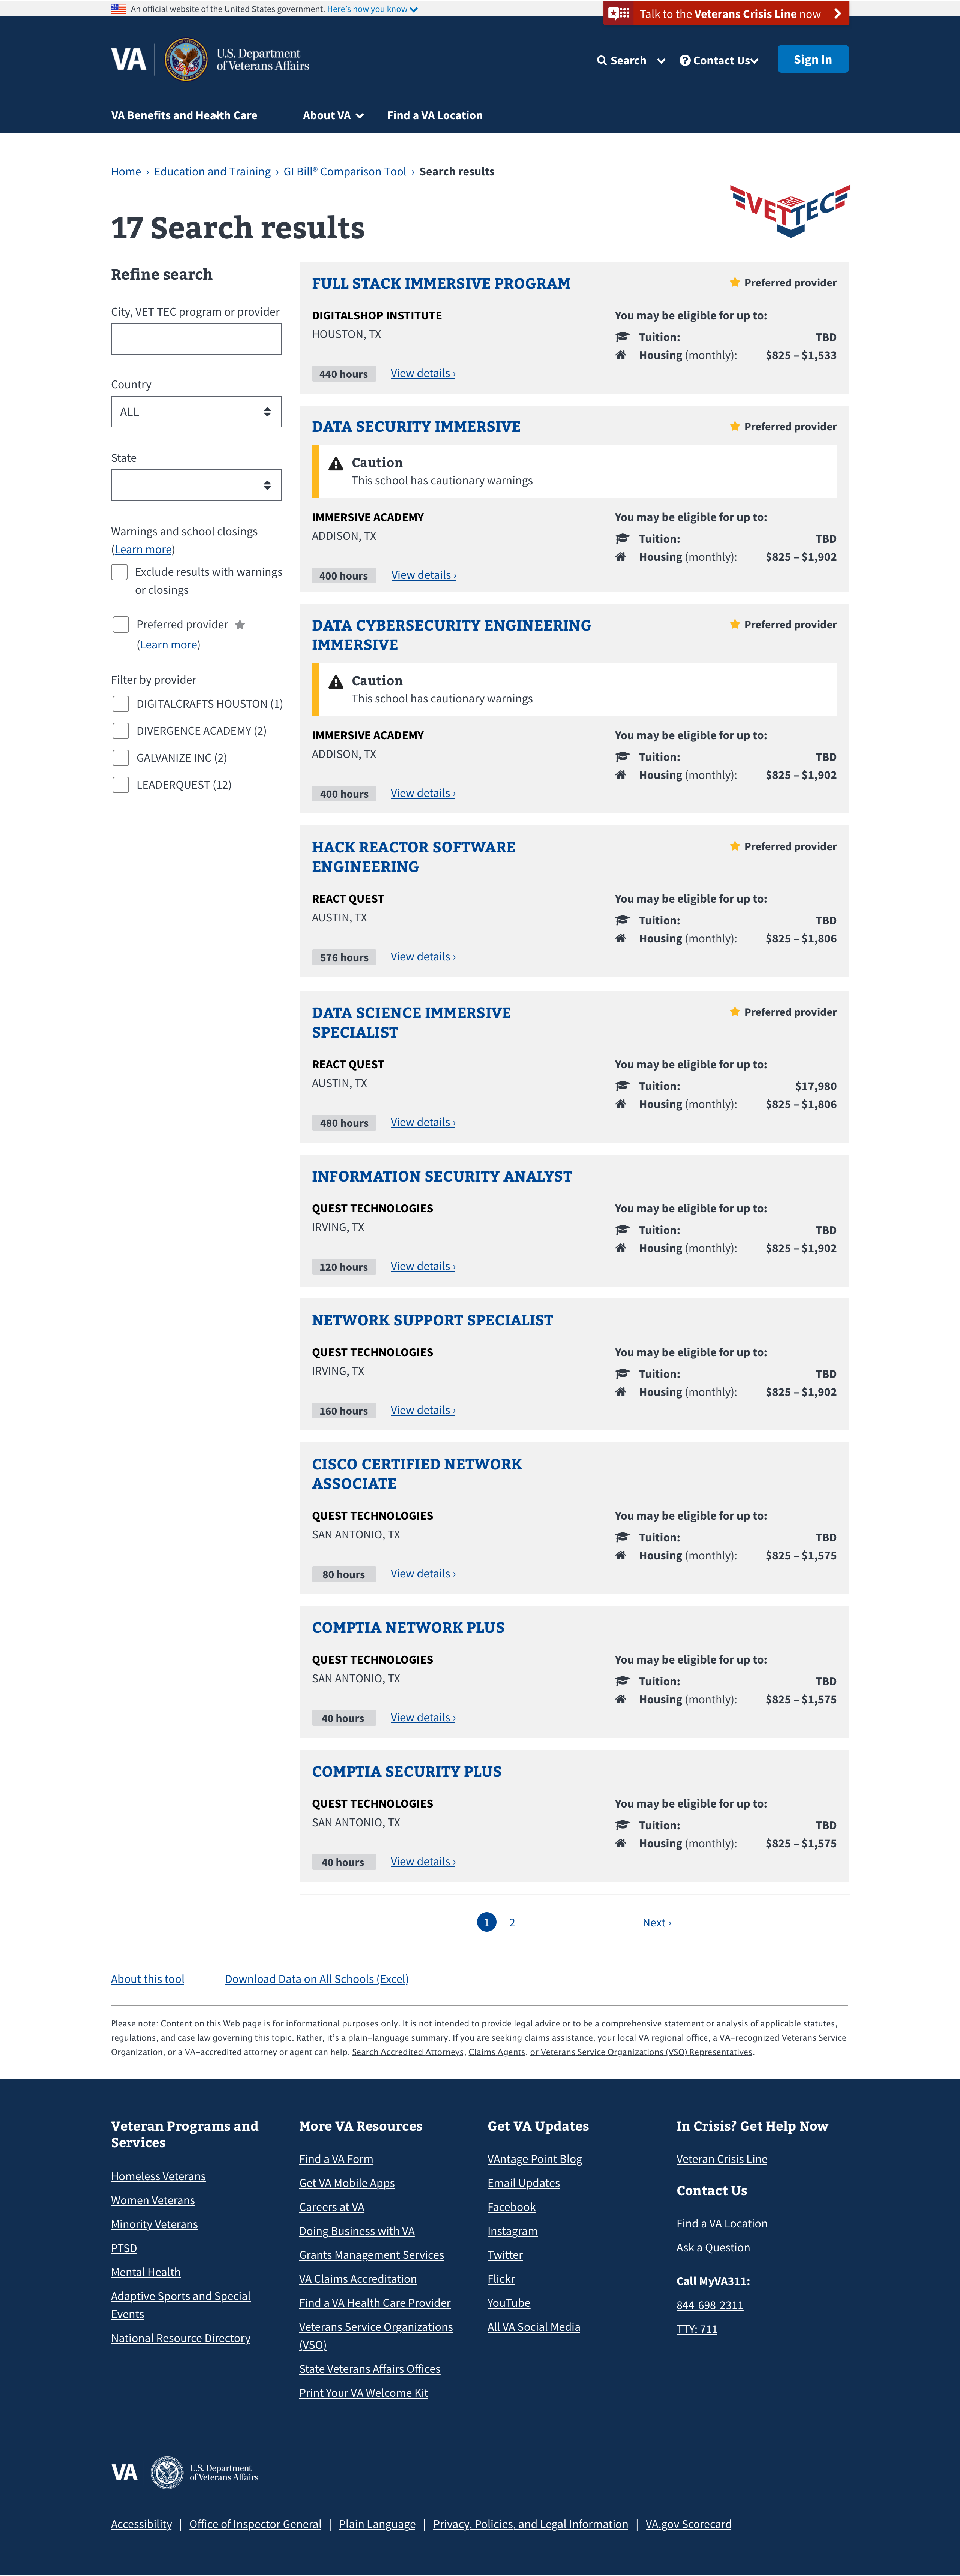 An official website of the United States government. Here's how you know
Talk to the Veterans Crisis Line now
VA
U.S. Department
of Veterans Affairs
Search
Contact Us
Sign In
VA Benefits and Health Care
About VA
Find a VA Location
Home › Education and Training › GI Bill® Comparison Tool › Search results
VET TEC
17 Search results
Refine search
City, VET TEC program or provider
Country
ALL
State
Warnings and school closings
(Learn more)
Exclude results with warnings
or closings
Preferred provider
(Learn more)
Filter by provider
DIGITALCRAFTS HOUSTON (1)
DIVERGENCE ACADEMY (2)
GALVANIZE INC (2)
LEADERQUEST (12)
FULL STACK IMMERSIVE PROGRAM
Preferred provider
DIGITALSHOP INSTITUTE
HOUSTON, TX
You may be eligible for up to:
Tuition: TBD
Housing (monthly): $825 – $1,533
440 hours
View details ›
DATA SECURITY IMMERSIVE
Preferred provider
Caution
This school has cautionary warnings
IMMERSIVE ACADEMY
ADDISON, TX
You may be eligible for up to:
Tuition: TBD
Housing (monthly): $825 – $1,902
400 hours
View details ›
DATA CYBERSECURITY ENGINEERING
IMMERSIVE
Preferred provider
Caution
This school has cautionary warnings
IMMERSIVE ACADEMY
ADDISON, TX
You may be eligible for up to:
Tuition: TBD
Housing (monthly): $825 – $1,902
400 hours
View details ›
HACK REACTOR SOFTWARE
ENGINEERING
Preferred provider
REACT QUEST
AUSTIN, TX
You may be eligible for up to:
Tuition: TBD
Housing (monthly): $825 – $1,806
576 hours
View details ›
DATA SCIENCE IMMERSIVE
SPECIALIST
Preferred provider
REACT QUEST
AUSTIN, TX
You may be eligible for up to:
Tuition: $17,980
Housing (monthly): $825 – $1,806
480 hours
View details ›
INFORMATION SECURITY ANALYST
QUEST TECHNOLOGIES
IRVING, TX
You may be eligible for up to:
Tuition: TBD
Housing (monthly): $825 – $1,902
120 hours
View details ›
NETWORK SUPPORT SPECIALIST
QUEST TECHNOLOGIES
IRVING, TX
You may be eligible for up to:
Tuition: TBD
Housing (monthly): $825 – $1,902
160 hours
View details ›
CISCO CERTIFIED NETWORK
ASSOCIATE
QUEST TECHNOLOGIES
SAN ANTONIO, TX
You may be eligible for up to:
Tuition: TBD
Housing (monthly): $825 – $1,575
80 hours
View details ›
COMPTIA NETWORK PLUS
QUEST TECHNOLOGIES
SAN ANTONIO, TX
You may be eligible for up to:
Tuition: TBD
Housing (monthly): $825 – $1,575
40 hours
View details ›
COMPTIA SECURITY PLUS
QUEST TECHNOLOGIES
SAN ANTONIO, TX
You may be eligible for up to:
Tuition: TBD
Housing (monthly): $825 – $1,575
40 hours
View details ›
1 2 Next ›
About this tool
Download Data on All Schools (Excel)
Please note: Content on this Web page is for informational purposes only. It is not intended to provide legal advice or to be a comprehensive statement or analysis of applicable statutes,
regulations, and case law governing this topic. Rather, it's a plain-language summary. If you are seeking claims assistance, your local VA regional office, a VA-recognized Veterans Service
Organization, or a VA-accredited attorney or agent can help. Search Accredited Attorneys, Claims Agents, or Veterans Service Organizations (VSO) Representatives.
Veteran Programs and
Services
Homeless Veterans
Women Veterans
Minority Veterans
PTSD
Mental Health
Adaptive Sports and Special
Events
National Resource Directory
More VA Resources
Find a VA Form
Get VA Mobile Apps
Careers at VA
Doing Business with VA
Grants Management Services
VA Claims Accreditation
Find a VA Health Care Provider
Veterans Service Organizations
(VSO)
State Veterans Affairs Offices
Print Your VA Welcome Kit
Get VA Updates
VAntage Point Blog
Email Updates
Facebook
Instagram
Twitter
Flickr
YouTube
All VA Social Media
In Crisis? Get Help Now
Veteran Crisis Line
Contact Us
Find a VA Location
Ask a Question
Call MyVA311:
844-698-2311
TTY: 711
VA
U.S. Department
of Veterans Affairs
Accessibility | Office of Inspector General | Plain Language | Privacy, Policies, and Legal Information | VA.gov Scorecard